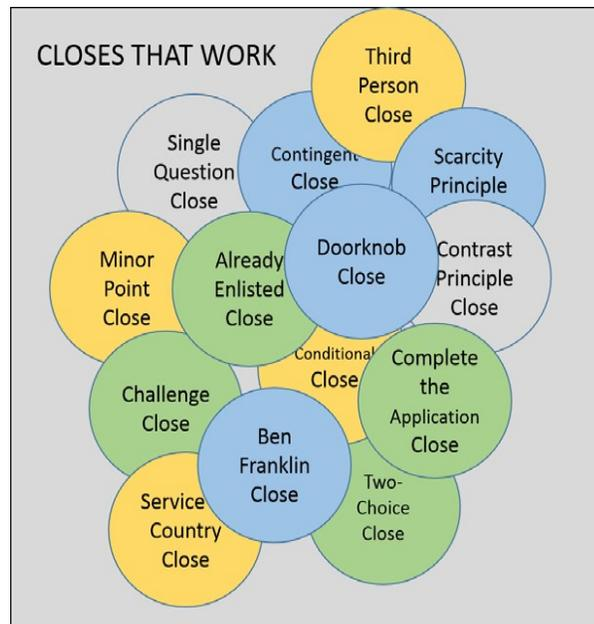 CLOSES THAT WORK
Third
Person
Close
Single
Question
Close
Contingent
Close
Scarcity
Principle
Minor
Point
Close
Already
Enlisted
Close
Doorknob
Close
Contrast
Principle
Close
Conditional
Close
Complete
the
Application
Close
Challenge
Close
Ben
Franklin
Close
Two-
Choice
Close
Service
Country
Close